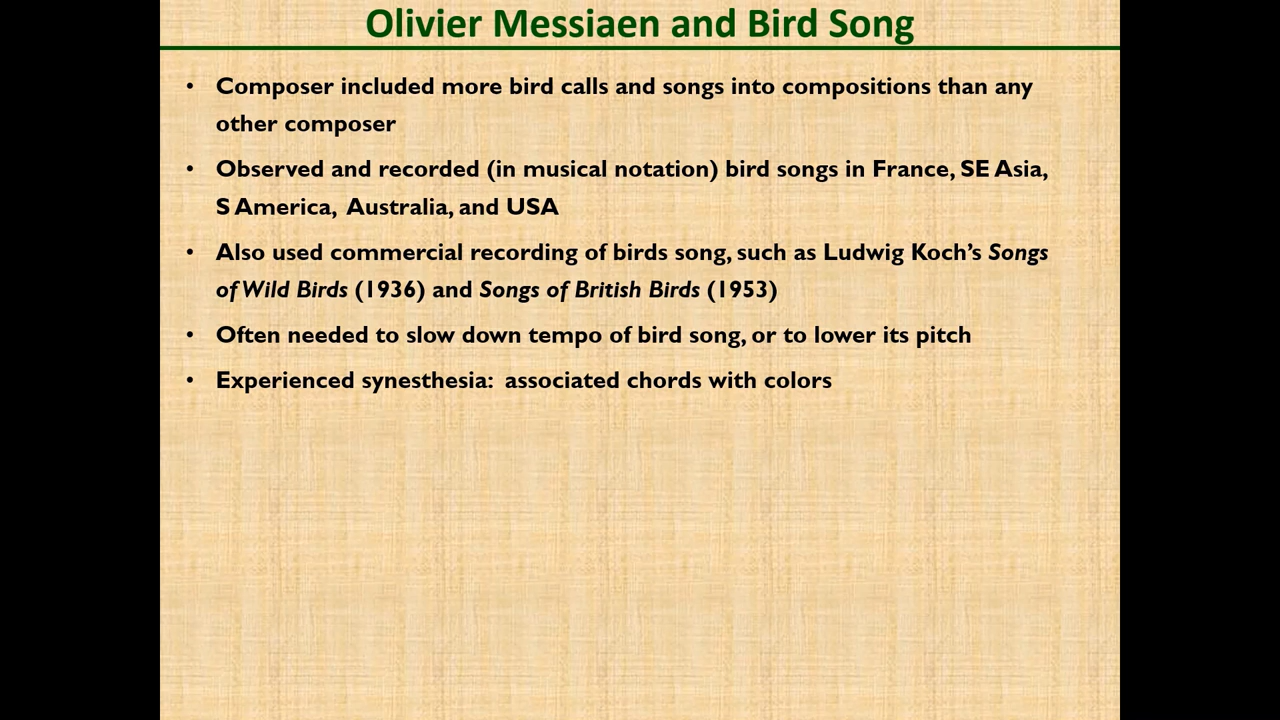 Olivier Messiaen and Bird Song
• Composer included more bird calls and songs into compositions than any
other composer
• Observed and recorded (in musical notation) bird songs in France, SE Asia,
S America, Australia, and USA
• Also used commercial recording of birds song, such as Ludwig Koch’s Songs
of Wild Birds (1936) and Songs of British Birds (1953)
• Often needed to slow down tempo of bird song, or to lower its pitch
• Experienced synesthesia: associated chords with colors